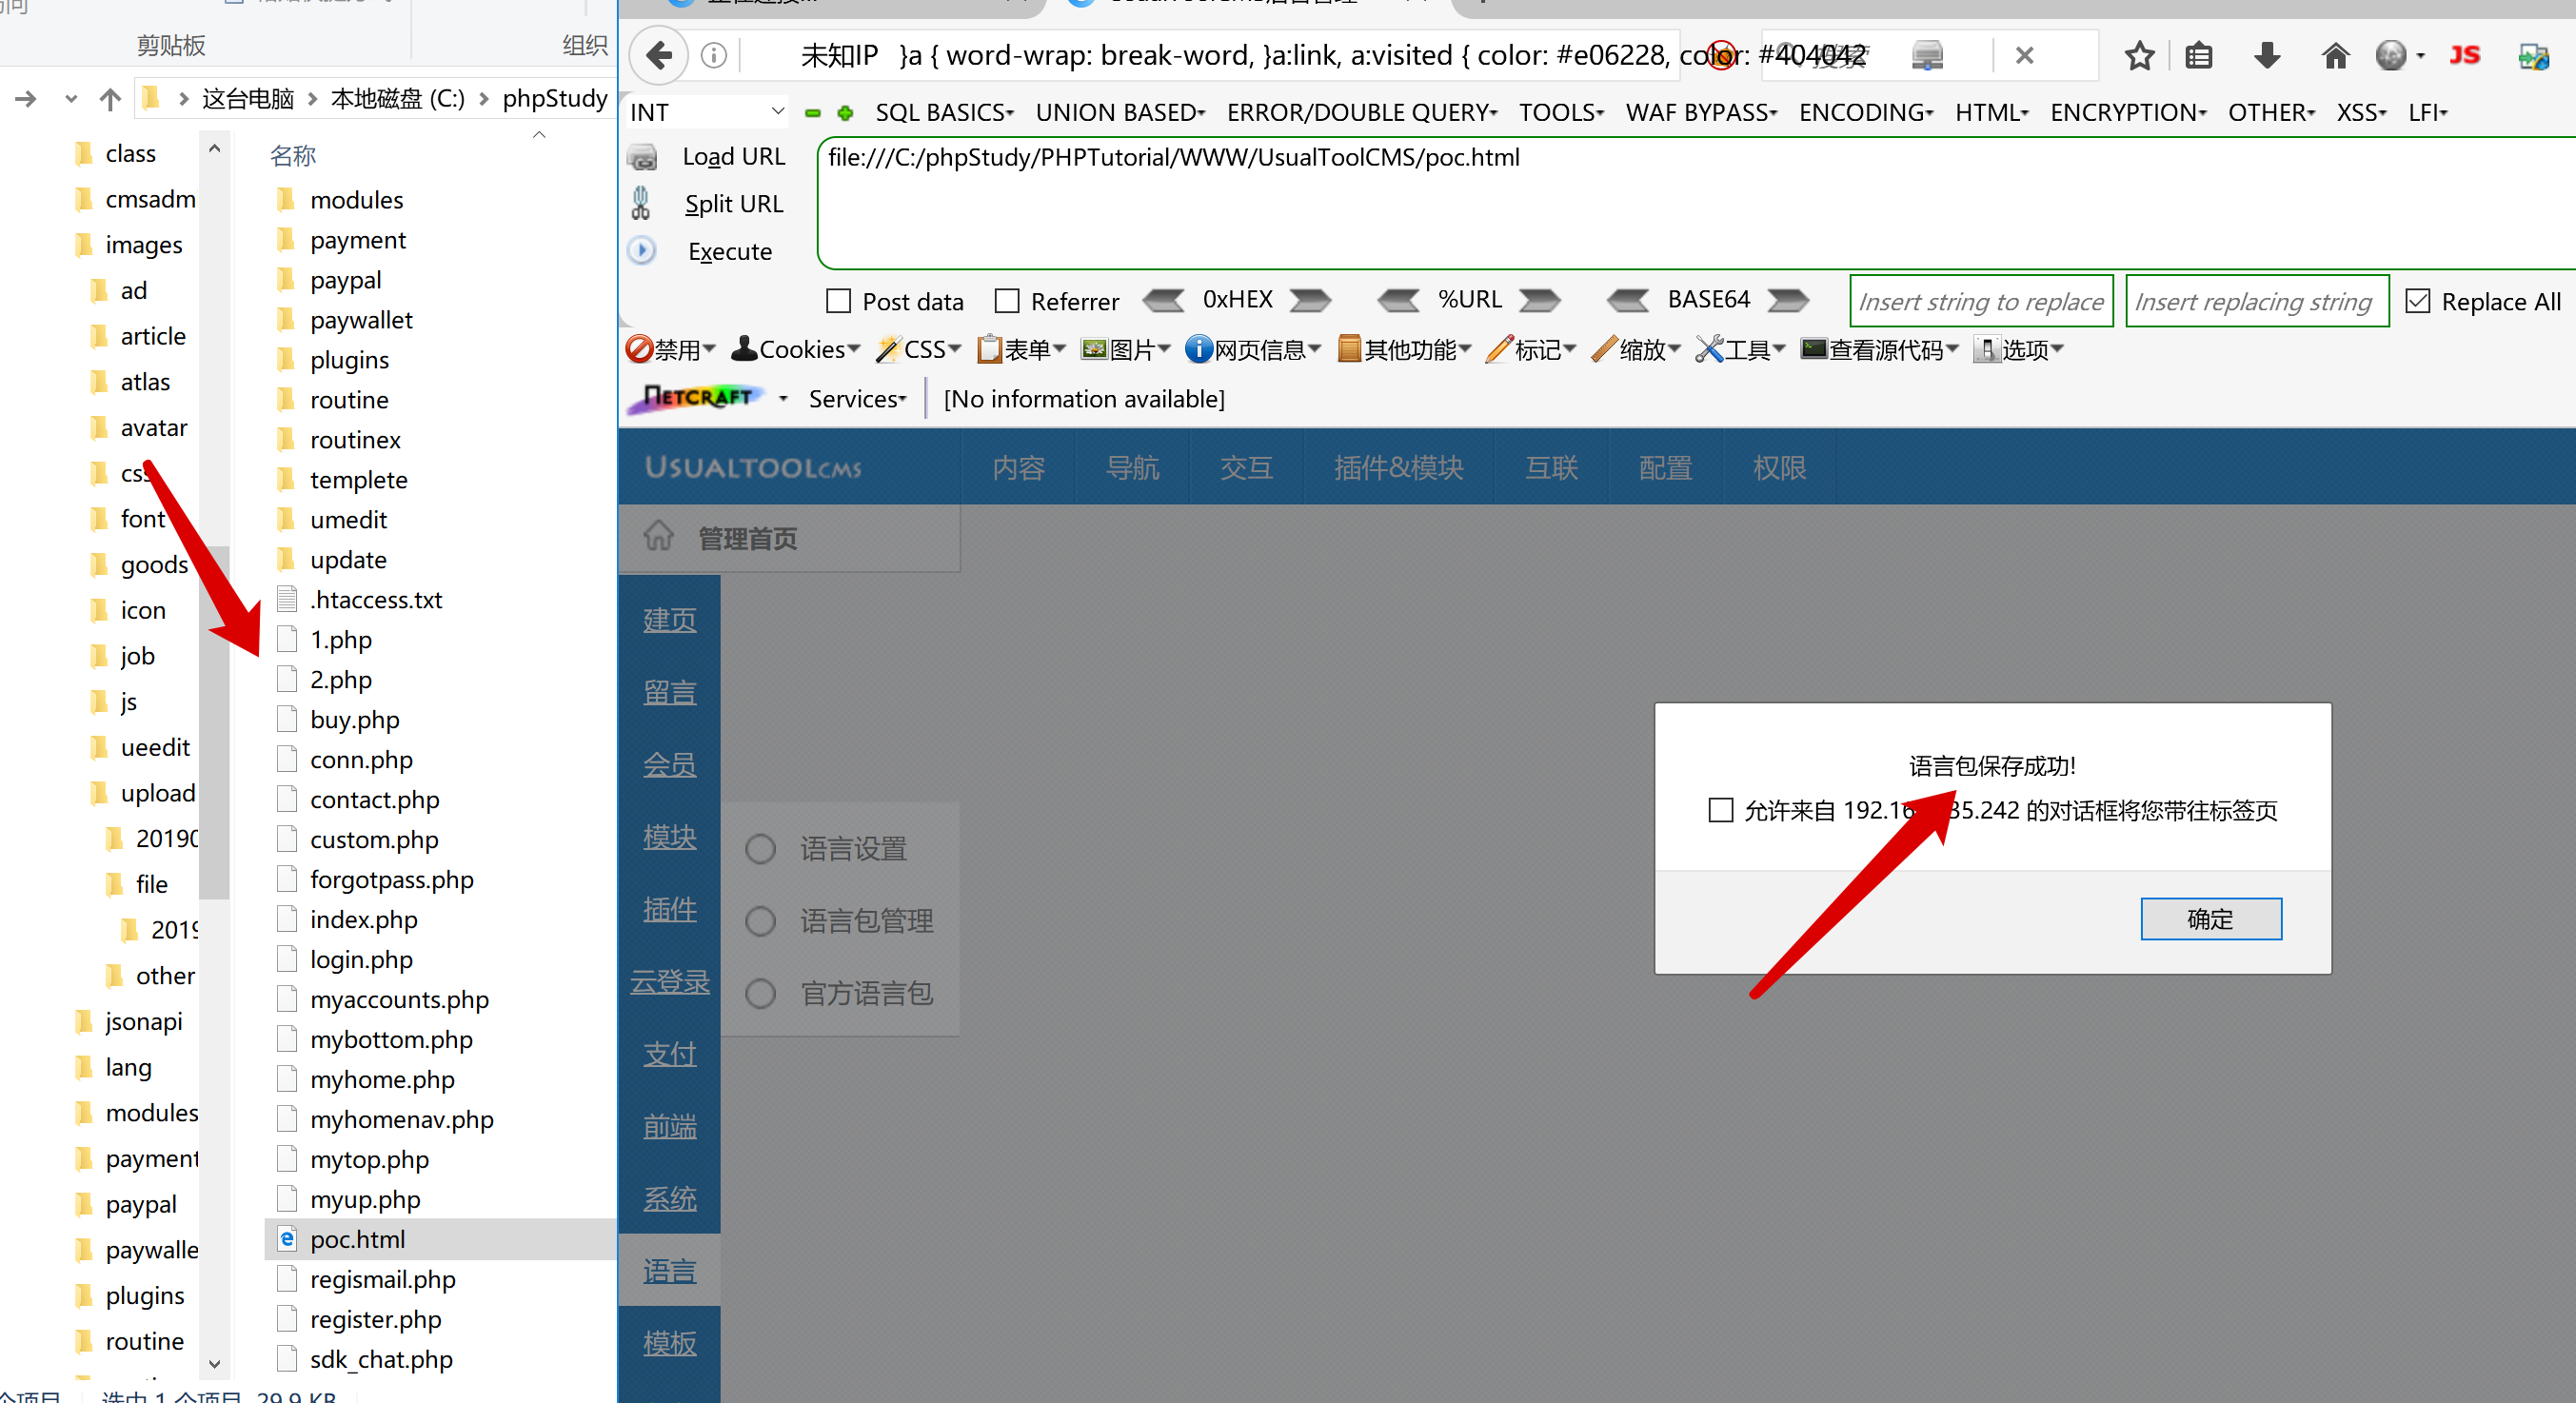 剪贴板
组织
这台电脑 本地磁盘 (C:) phpStudy
class
cmsadm
images
ad
article
atlas
avatar
css
font
goods
icon
job
js
ueedit
upload
20190
file
2019
other
jsonapi
lang
modules
payment
paypal
paywalle
plugins
routine
名称
modules
payment
paypal
paywallet
plugins
routine
routinex
templete
umedit
update
.htaccess.txt
1.php
2.php
buy.php
conn.php
contact.php
custom.php
forgotpass.php
index.php
login.php
myaccounts.php
mybottom.php
myhome.php
myhomenav.php
mytop.php
myup.php
poc.html
regismail.php
register.php
sdk_chat.php
个项目 选中 1 个项目 29.9 KB
未知IP }a { word-wrap: break-word, }a:link, a:visited { color: #e06228, color: #404042
JS
INT SQL BASICS UNION BASED ERROR/DOUBLE QUERY TOOLS WAF BYPASS ENCODING HTML ENCRYPTION OTHER XSS LFI
Load URL
Split URL
Execute
file:///C:/phpStudy/PHPTutorial/WWW/UsualToolCMS/poc.html
Post data Referrer 0xHEX %URL BASE64 Insert string to replace Insert replacing string Replace All
禁用 Cookies CSS 表单 图片 网页信息 其他功能 标记 缩放 工具 查看源代码 选项
NETCRAFT Services [No information available]
USUALTOOLCMS 内容 导航 交互 插件&模块 互联 配置 权限
管理首页
建页
留言
会员
模块
插件
云登录
支付
前端
系统
语言
模板
语言设置
语言包管理
官方语言包
语言包保存成功!
允许来自 192.16 35.242 的对话框将您带往标签页
确定